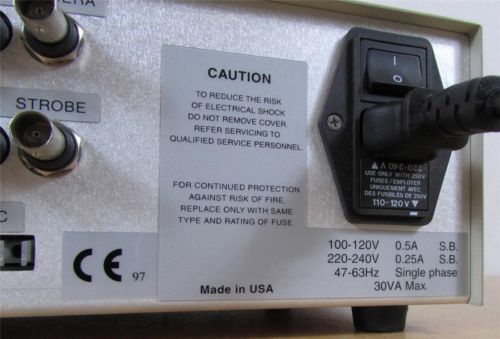 ERA
CAUTION
TO REDUCE THE RISK
OF ELECTRICAL SHOCK
DO NOT REMOVE COVER.
REFER SERVICING TO
QUALIFIED SERVICE PERSONNEL.
STROBE
FOR CONTINUED PROTECTION
AGAINST RISK OF FIRE,
REPLACE ONLY WITH SAME
TYPE AND RATING OF FUSE.
C
CE 97
Made in USA
I
O
220-240 V
USE ONLY WITH 250V
FUSES / EMPLOYER
UNIQUEMENT AVEC
DES FUSIBLES DE 250V
110-120V
100-120V 0.5A S.B.
220-240V 0.25A S.B.
47-63Hz Single phase
30VA Max.